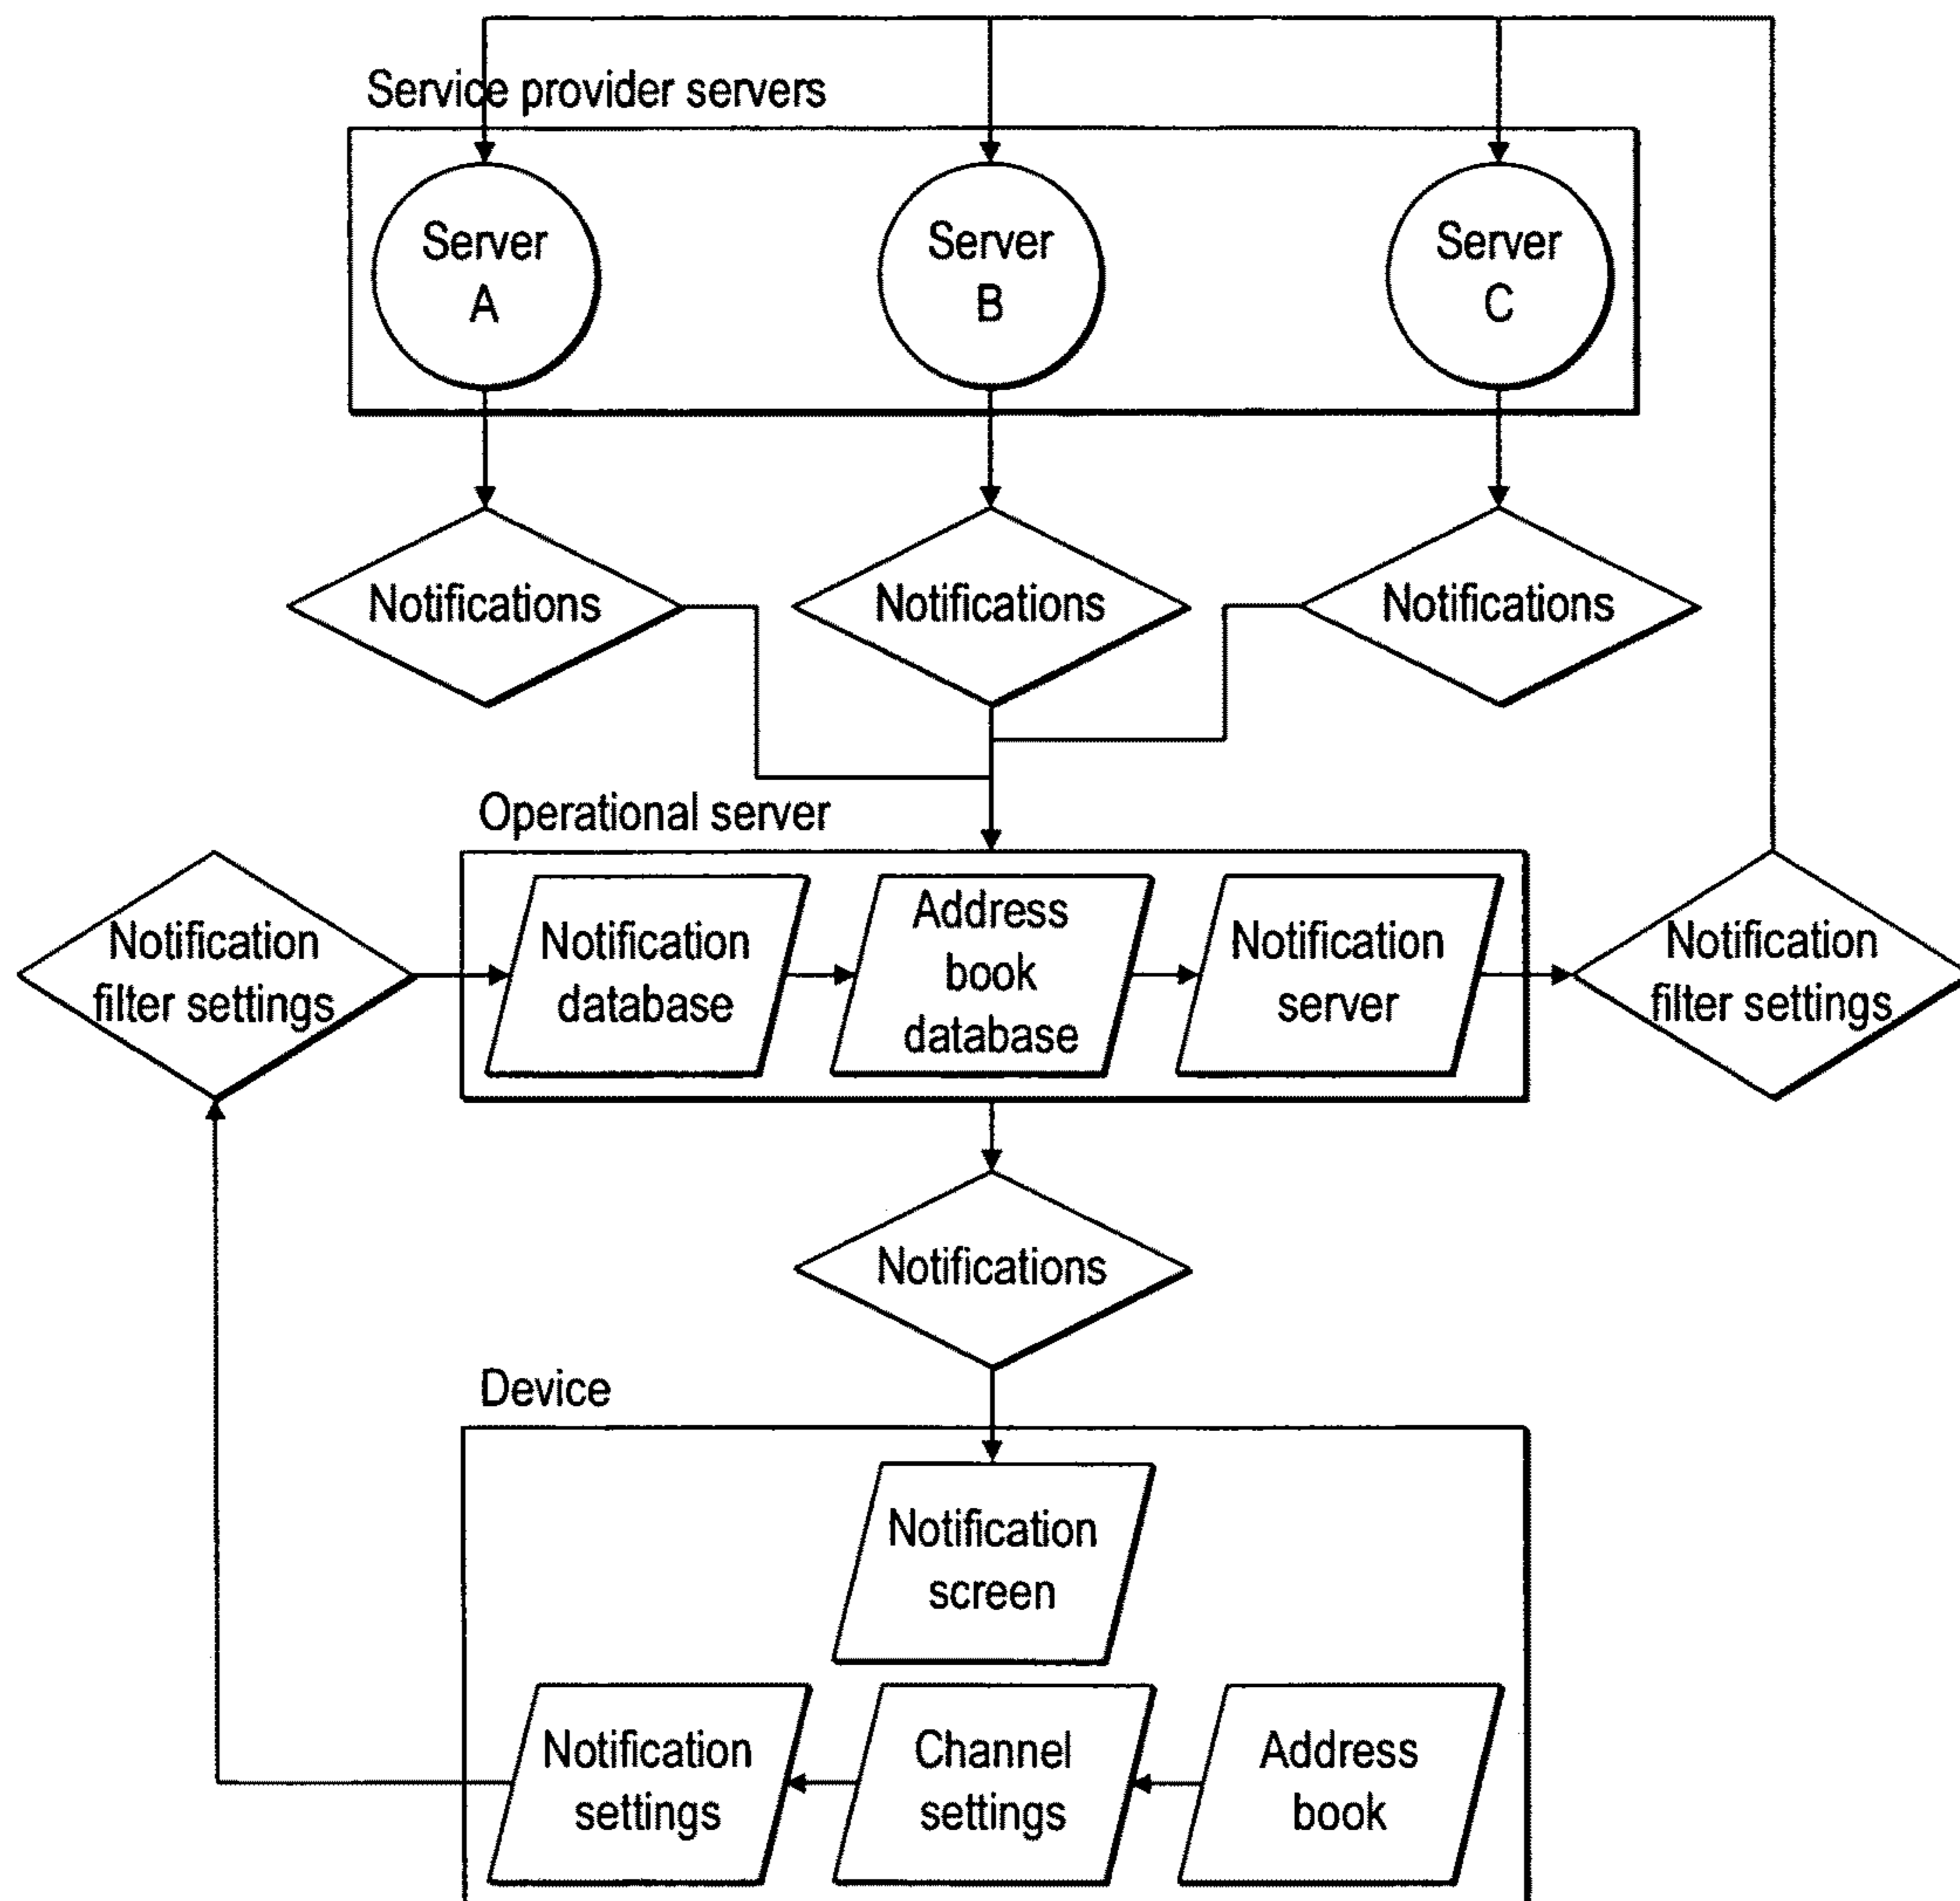 Service provider servers
Server
A
Server
B
Server
C
Notifications
Notifications
Notifications
Operational server
Notification
filter settings
Notification
database
Address
book
database
Notification
server
Notification
filter settings
Notifications
Device
Notification
screen
Notification
settings
Channel
settings
Address
book